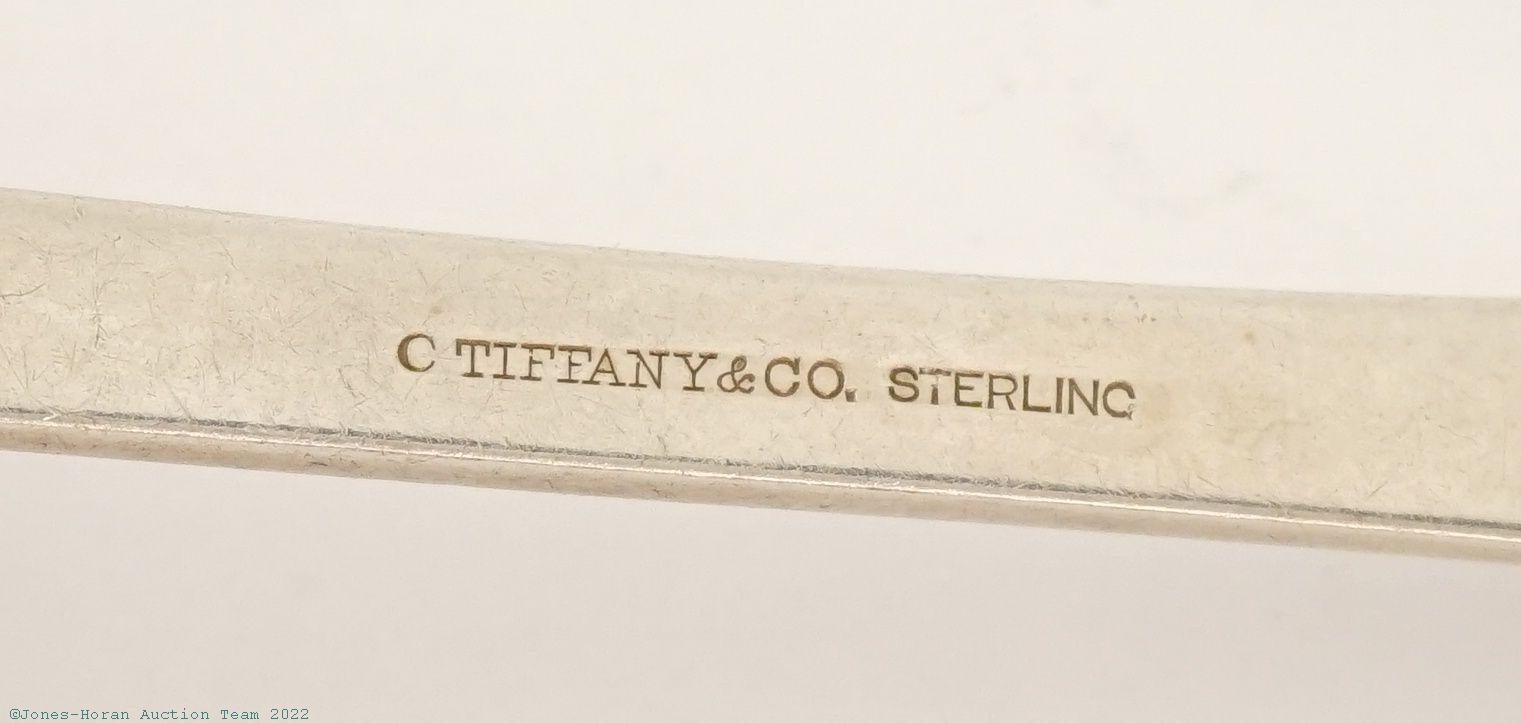 C TIFFANY & CO. STERLING
©Jones-Horan Auction Team 2022